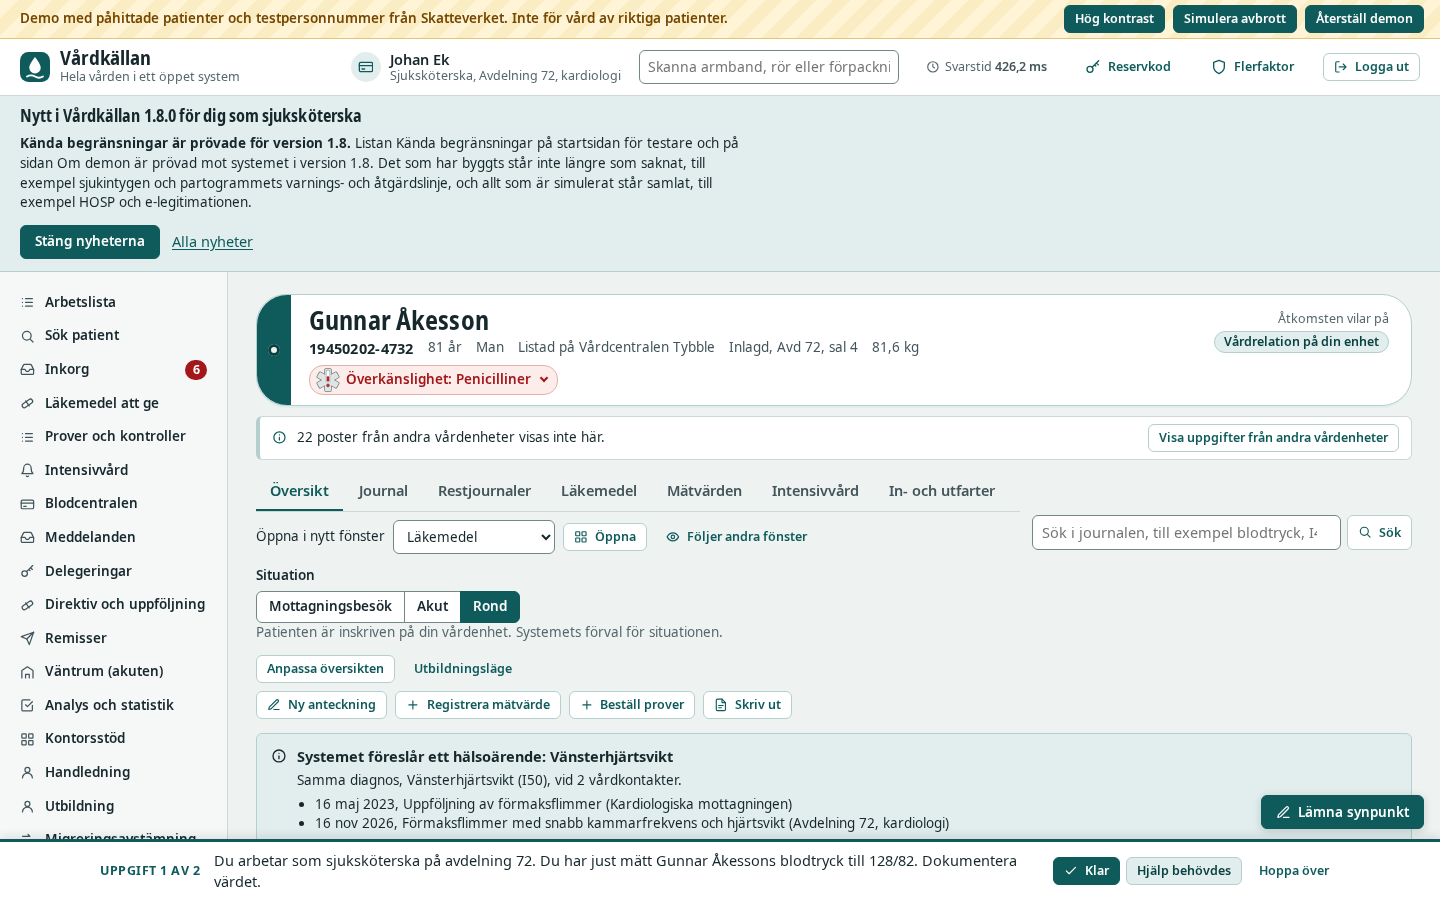 Demo med påhittade patienter och testpersonnummer från Skatteverket. Inte för vård av riktiga patienter.
Hög kontrast
Simulera avbrott
Återställ demon
Vårdkällan
Hela vården i ett öppet system
Johan Ek
Sjuksköterska, Avdelning 72, kardiologi
Skanna armband, rör eller förpackni
Svarstid 426,2 ms
Reservkod
Flerfaktor
Logga ut
Nytt i Vårdkällan 1.8.0 för dig som sjuksköterska
Kända begränsningar är prövade för version 1.8. Listan Kända begränsningar på startsidan för testare och på
sidan Om demon är prövad mot systemet i version 1.8. Det som har byggts står inte längre som saknat, till
exempel sjukintygen och partogrammets varnings- och åtgärdslinje, och allt som är simulerat står samlat, till
exempel HOSP och e-legitimationen.
Stäng nyheterna
Alla nyheter
Arbetslista
Sök patient
Inkorg 6
Läkemedel att ge
Prover och kontroller
Intensivvård
Blodcentralen
Meddelanden
Delegeringar
Direktiv och uppföljning
Remisser
Väntrum (akuten)
Analys och statistik
Kontorsstöd
Handledning
Utbildning
Migreringsavstämning
Gunnar Åkesson
19450202-4732 81 år Man Listad på Vårdcentralen Tybble Inlagd, Avd 72, sal 4 81,6 kg
Överkänslighet: Penicilliner
Åtkomsten vilar på
Vårdrelation på din enhet
22 poster från andra vårdenheter visas inte här.
Visa uppgifter från andra vårdenheter
Översikt
Journal
Restjournaler
Läkemedel
Mätvärden
Intensivvård
In- och utfarter
Öppna i nytt fönster
Läkemedel
Öppna
Följer andra fönster
Sök i journalen, till exempel blodtryck, I4
Sök
Situation
Mottagningsbesök
Akut
Rond
Patienten är inskriven på din vårdenhet. Systemets förval för situationen.
Anpassa översikten
Utbildningsläge
Ny anteckning
Registrera mätvärde
Beställ prover
Skriv ut
Systemet föreslår ett hälsoärende: Vänsterhjärtsvikt
Samma diagnos, Vänsterhjärtsvikt (I50), vid 2 vårdkontakter.
• 16 maj 2023, Uppföljning av förmaksflimmer (Kardiologiska mottagningen)
• 16 nov 2026, Förmaksflimmer med snabb kammarfrekvens och hjärtsvikt (Avdelning 72, kardiologi)
Lämna synpunkt
UPPGIFT 1 AV 2
Du arbetar som sjuksköterska på avdelning 72. Du har just mätt Gunnar Åkessons blodtryck till 128/82. Dokumentera
värdet.
Klar
Hjälp behövdes
Hoppa över